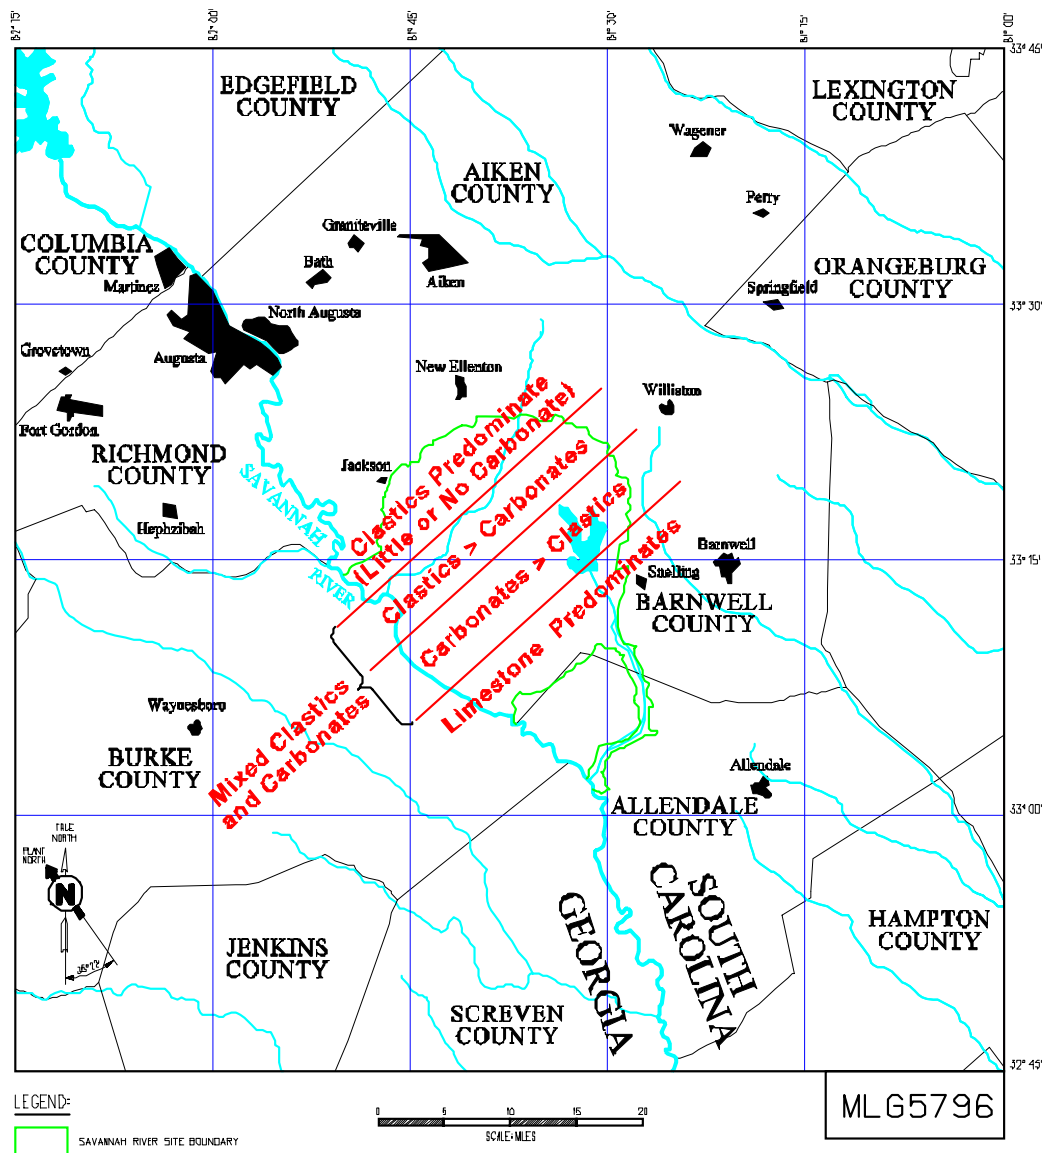 82° 15'
82° 00'
81° 45'
81° 30'
81° 15'
81° 00'
33° 45'
EDGEFIELD
COUNTY
LEXINGTON
COUNTY
Wagener
AIKEN
COUNTY
Perry
Graniteville
COLUMBIA
COUNTY
Martinez
Bath
Aiken
ORANGEBURG
COUNTY
Springfield
33° 30'
North Augusta
Grovetown
Augusta
New Ellenton
Williston
Fort Gordon
RICHMOND
COUNTY
Jackson
SAVANNAH
RIVER
Hephzibah
Clastics Predominate
(Little or No Carbonate)
Clastics > Carbonates
Carbonates > Clastics
Limestone Predominates
Mixed Clastics
and Carbonates
Barnwell
33° 15'
Snelling
BARNWELL
COUNTY
Waynesboro
BURKE
COUNTY
Allendale
ALLENDALE
COUNTY
33° 00'
TRUE
NORTH
PLANT
NORTH
N
JENKINS
COUNTY
GEORGIA
SOUTH
CAROLINA
HAMPTON
COUNTY
SCREVEN
COUNTY
32° 45'
LEGEND:
SAVANNAH RIVER SITE BOUNDARY
0 5 10 15 20
SCALE: MILES
MLG5796